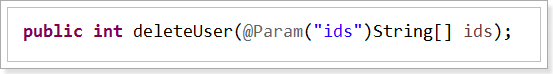 public int deleteUser(@Param("ids")String[] ids);